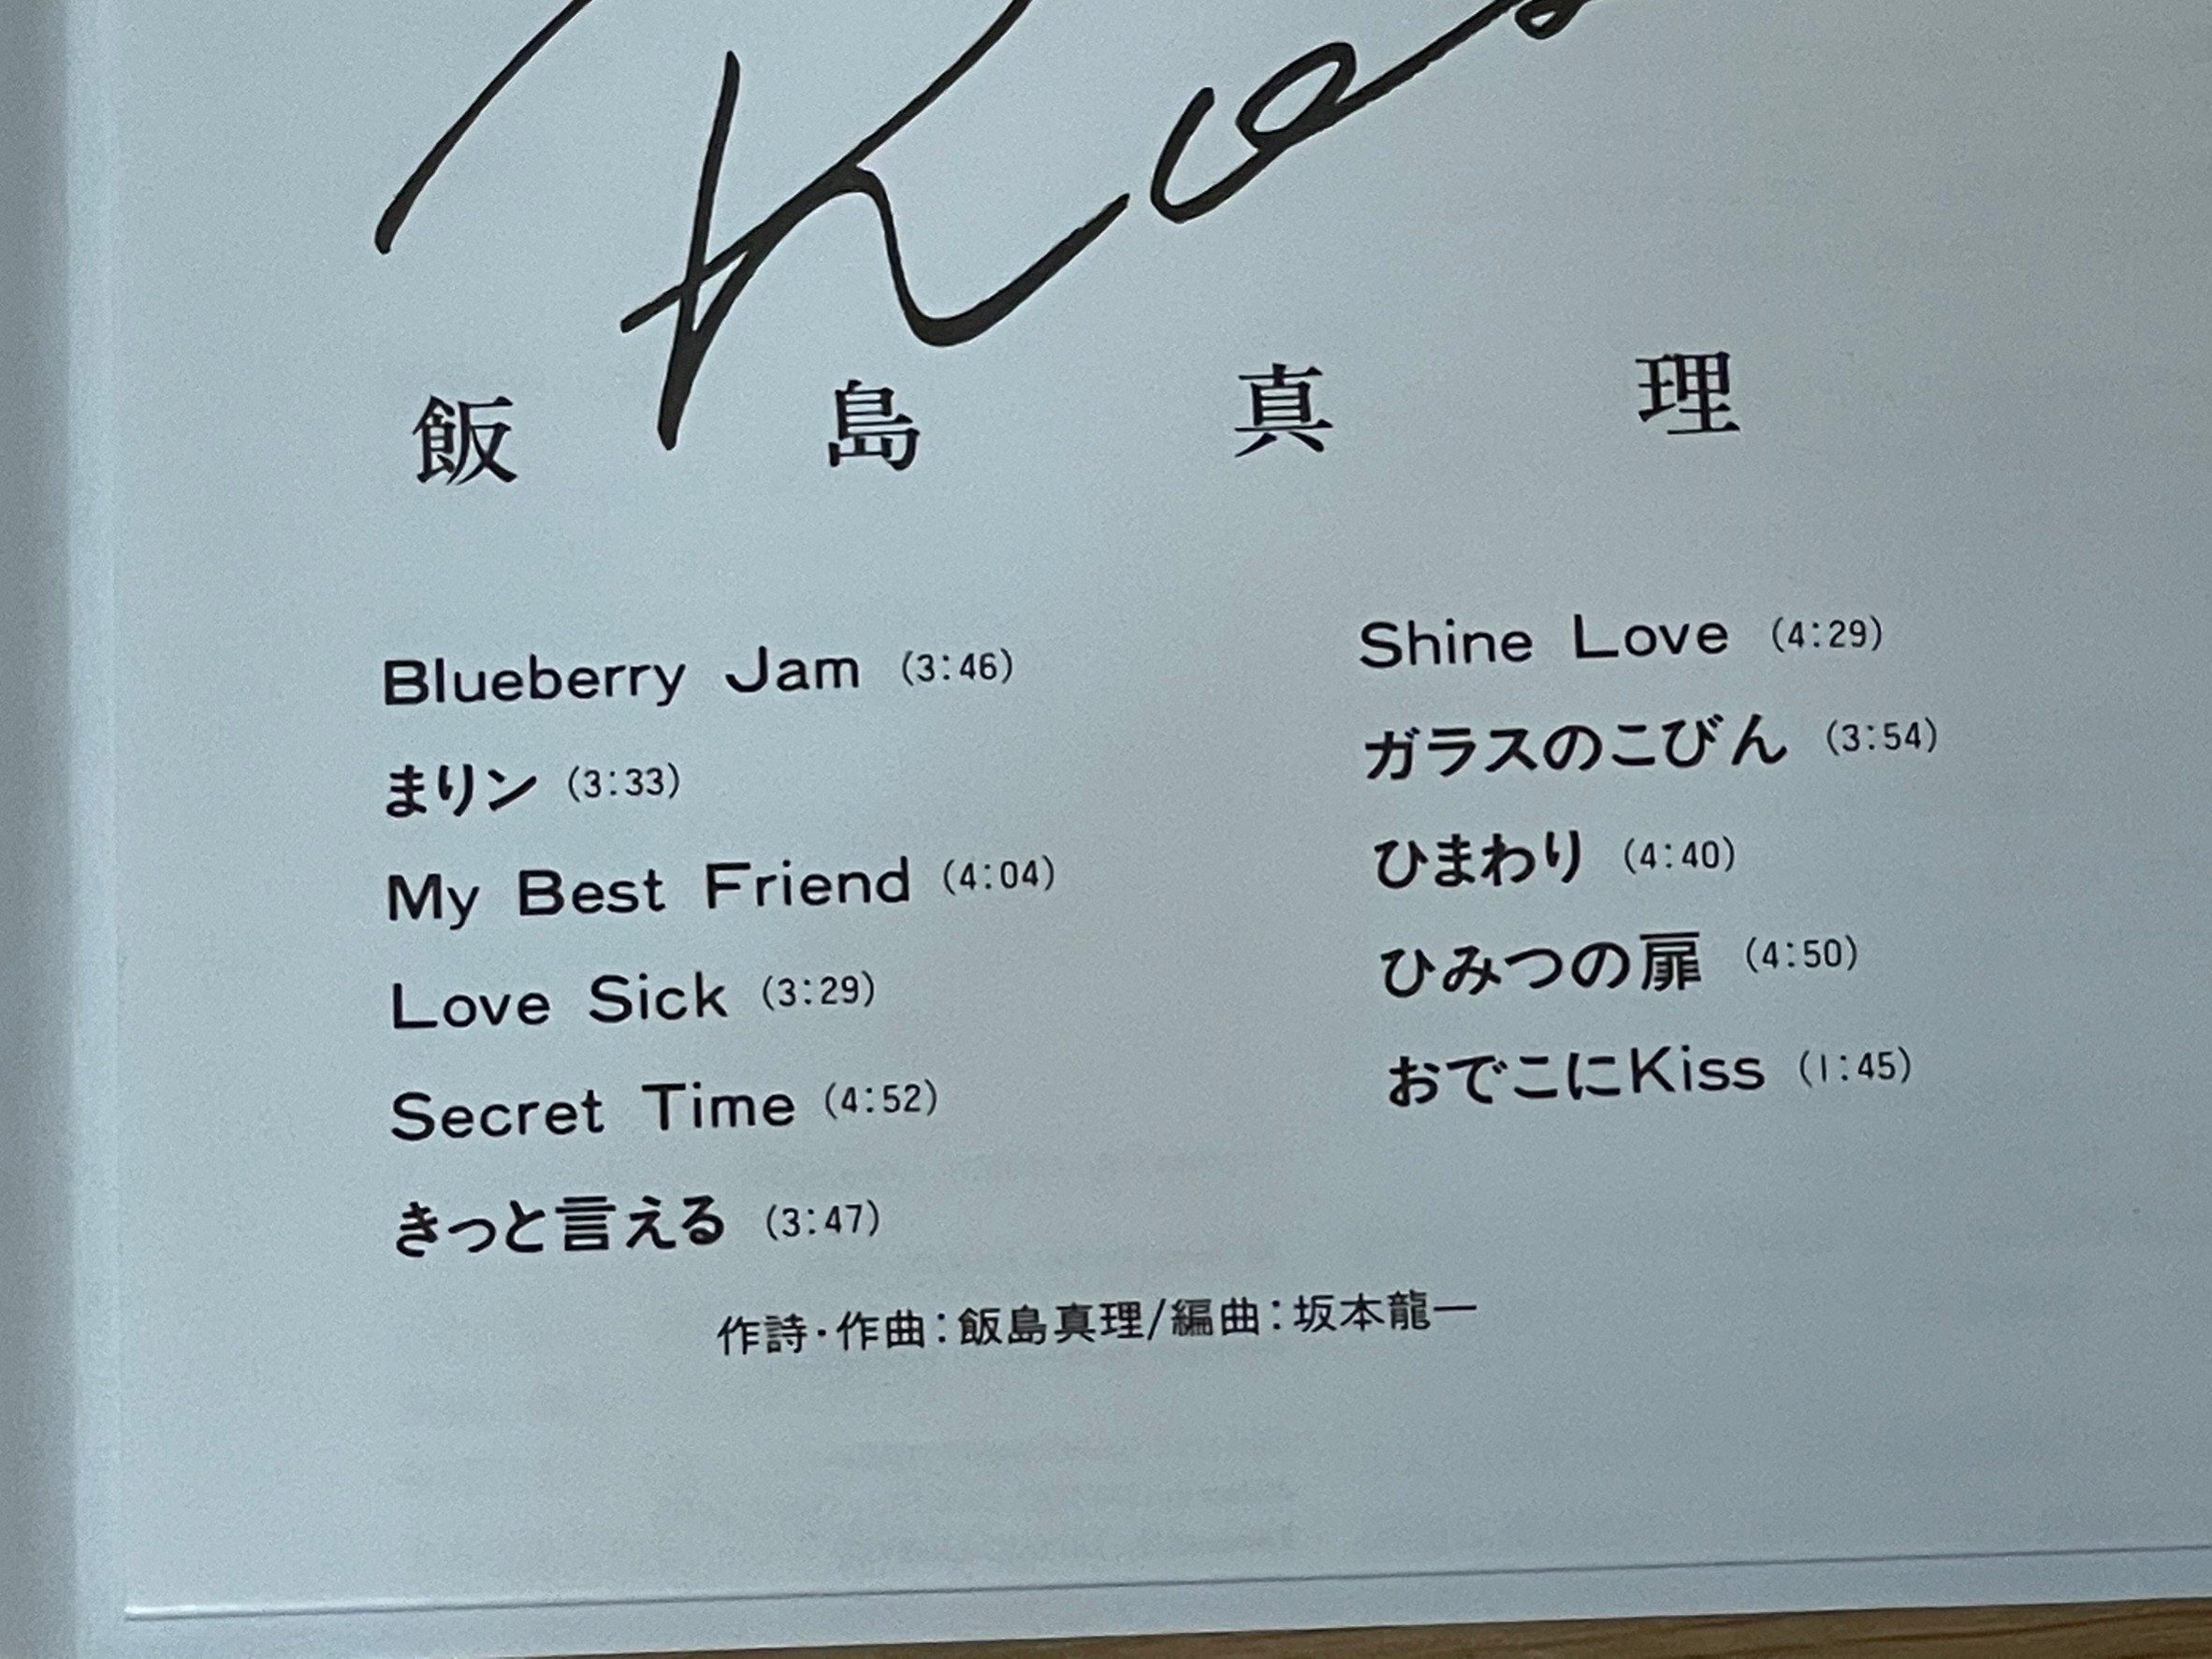 飯島真理
Blueberry Jam (3:46)
まりン (3:33)
My Best Friend (4:04)
Love Sick (3:29)
Secret Time (4:52)
きっと言える (3:47)
Shine Love (4:29)
ガラスのこびん (3:54)
ひまわり (4:40)
ひみつの扉 (4:50)
おでこにKiss (1:45)
作詩・作曲:飯島真理/編曲:坂本龍一